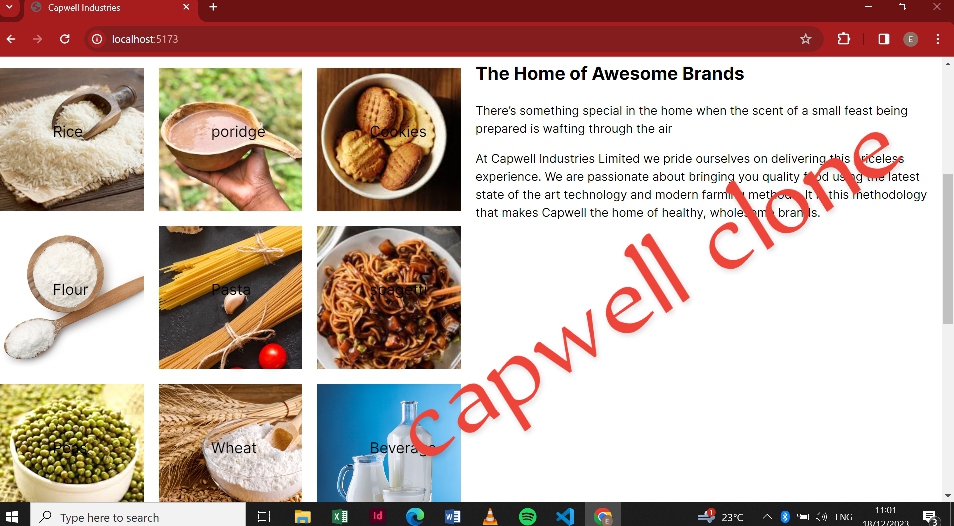 Capwell Industries
localhost:5173
E
The Home of Awesome Brands
There's something special in the home when the scent of a small feast being
prepared is wafting through the air
At Capwell Industries Limited we pride ourselves on delivering this priceless
experience. We are passionate about bringing you quality food using the latest
state of the art technology and modern farming methods. It is this methodology
that makes Capwell the home of healthy, wholesome brands.
Rice
poridge
Cookies
Flour
Pasta
spagetti
Peas
Wheat
Beverage
capwell clone
Type here to search
23°C
ENG
11:01
18/12/2023
3